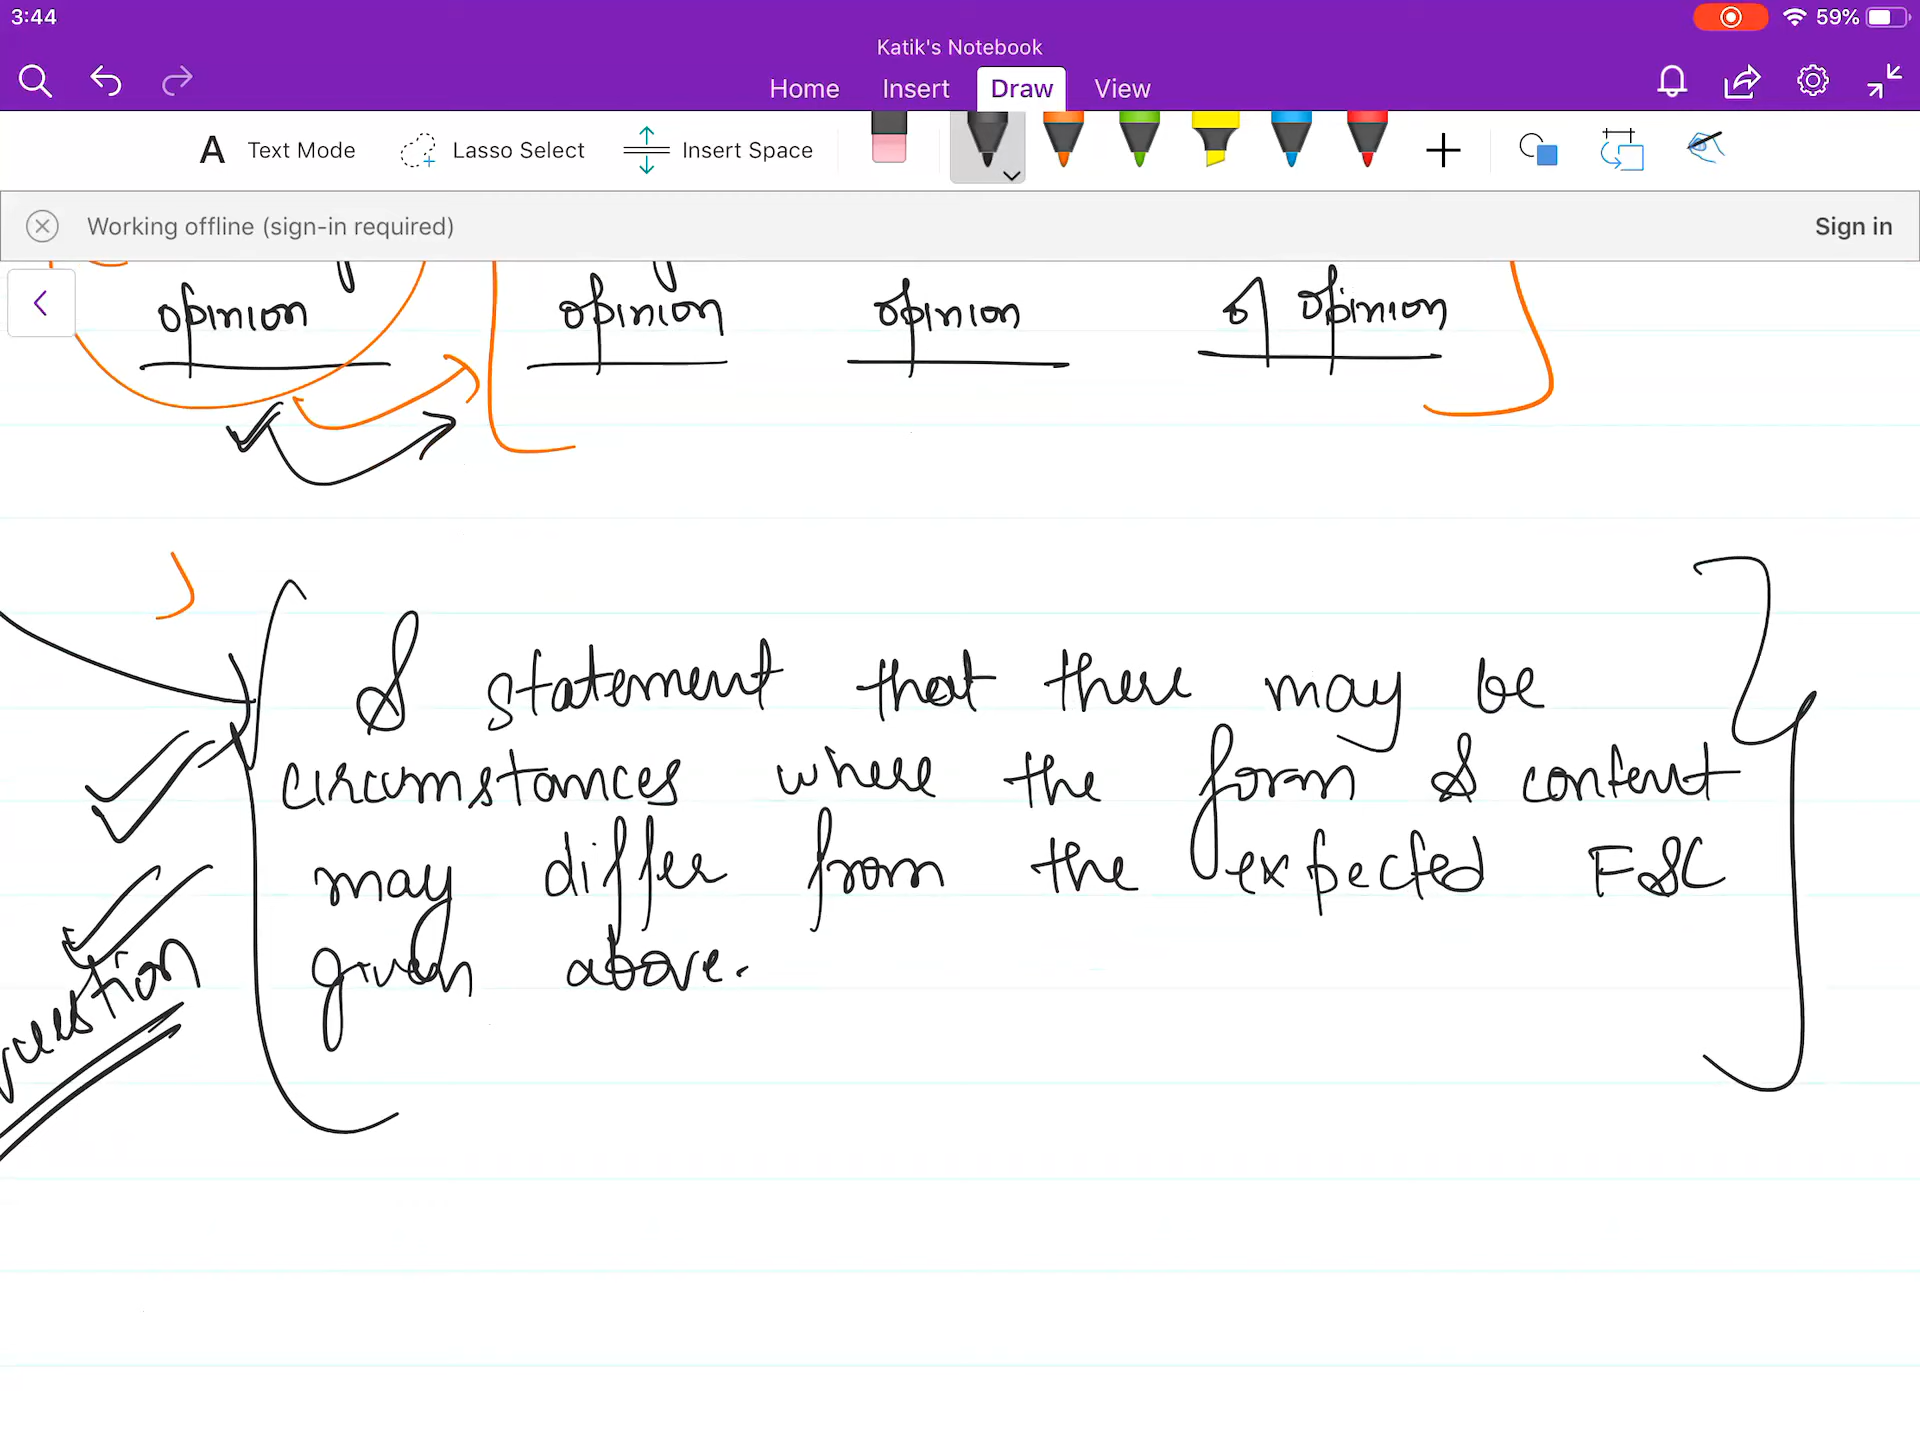 3:44
59%
Katik's Notebook
Home Insert Draw View
Text Mode Lasso Select Insert Space
Working offline (sign-in required) Sign in
opinion opinion opinion of opinion
& statement that there may be
circumstances where the form & content
may differ from the expected F&C
given above.